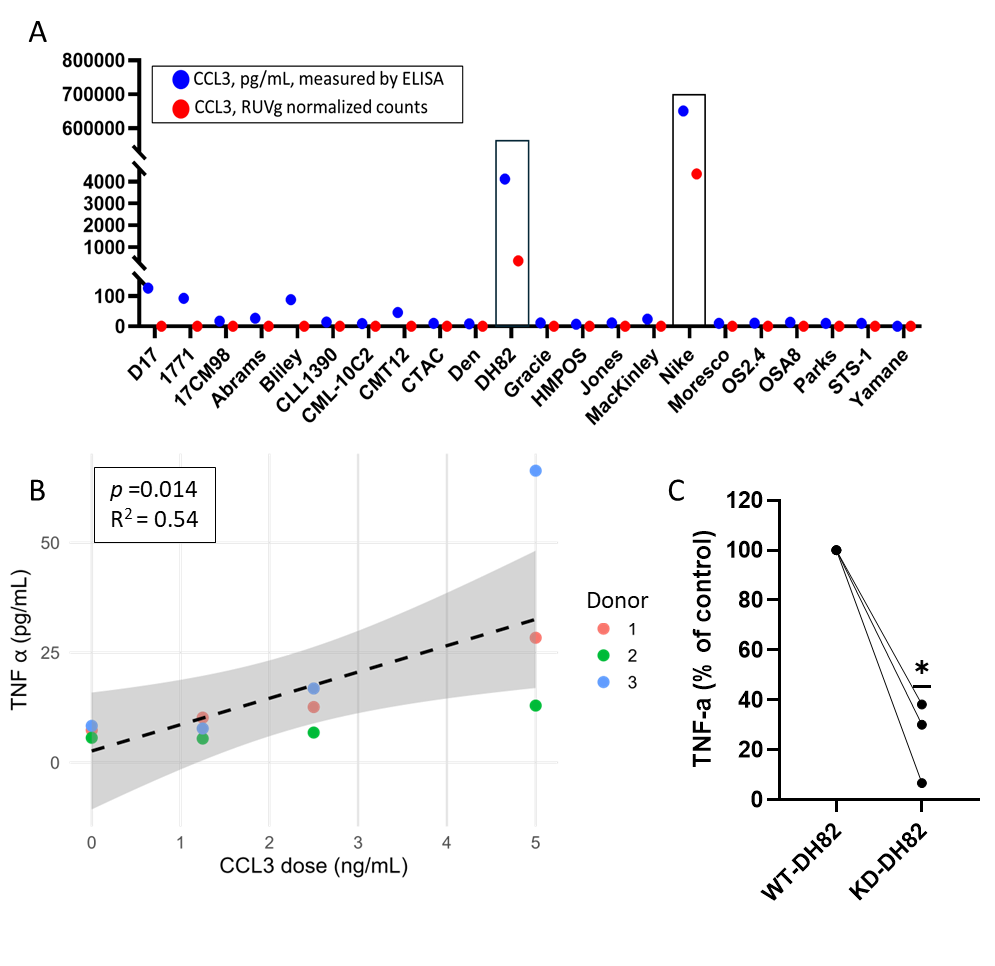 A
800000
700000
600000
4000
3000
2000
1000
100
0
CCL3, pg/mL, measured by ELISA
CCL3, RUVg normalized counts
D17
1771
17CM98
Abrams
Bliley
CLL1390
CML-10C2
CMT12
CTAC
Den
DH82
Gracie
HMPOS
Jones
MacKinley
Nike
Moresco
OS2.4
OSA8
Parks
STS-1
Yamane
B
p =0.014
R² = 0.54
TNF α (pg/mL)
50
25
0
0 1 2 3 4 5
CCL3 dose (ng/mL)
Donor
1
2
3
C
TNF-a (% of control)
120
100
80
60
40
20
0
*
WT-DH82
KD-DH82